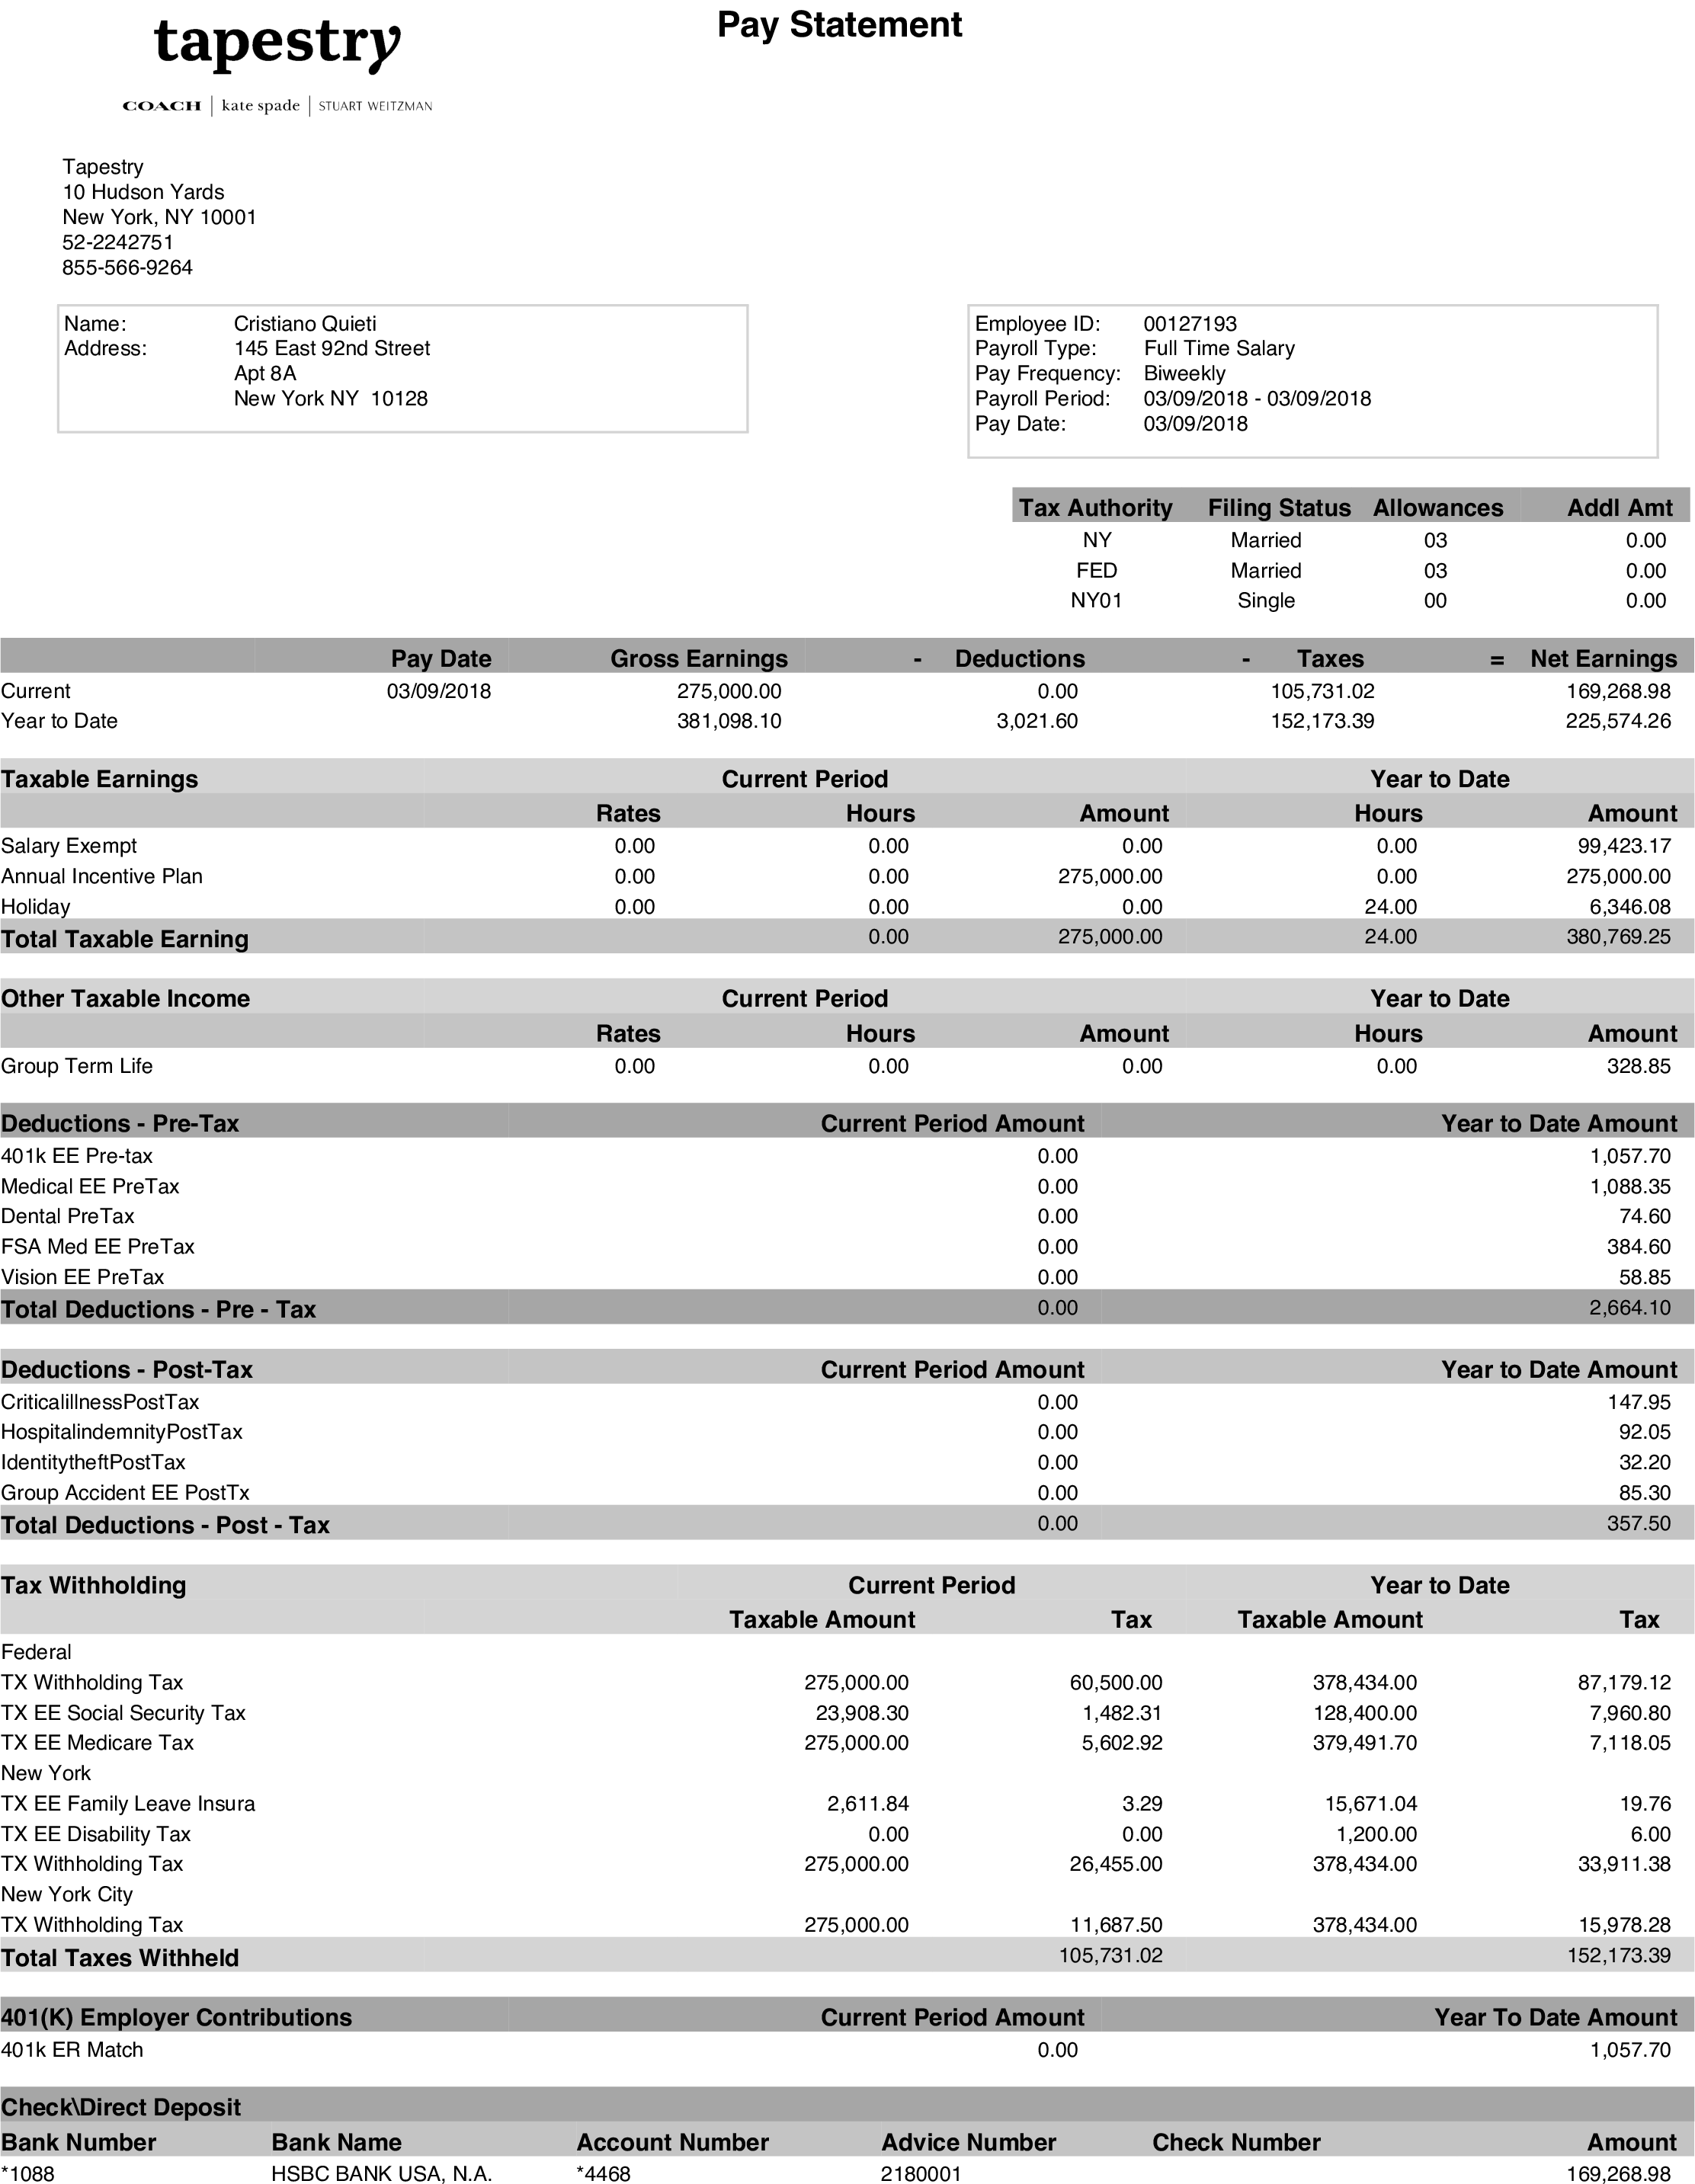 tapestry
Pay Statement
COACH | kate spade | STUART WEITZMAN
Tapestry
10 Hudson Yards
New York, NY 10001
52-2242751
855-566-9264
Name: Cristiano Quieti
Address: 145 East 92nd Street
Apt 8A
New York NY 10128
Employee ID: 00127193
Payroll Type: Full Time Salary
Pay Frequency: Biweekly
Payroll Period: 03/09/2018 - 03/09/2018
Pay Date: 03/09/2018
Tax Authority Filing Status Allowances Addl Amt
NY Married 03 0.00
FED Married 03 0.00
NY01 Single 00 0.00
Pay Date Gross Earnings - Deductions - Taxes = Net Earnings
Current 03/09/2018 275,000.00 0.00 105,731.02 169,268.98
Year to Date 381,098.10 3,021.60 152,173.39 225,574.26
Taxable Earnings Current Period Year to Date
Rates Hours Amount Hours Amount
Salary Exempt 0.00 0.00 0.00 0.00 99,423.17
Annual Incentive Plan 0.00 0.00 275,000.00 0.00 275,000.00
Holiday 0.00 0.00 0.00 24.00 6,346.08
Total Taxable Earning 0.00 275,000.00 24.00 380,769.25
Other Taxable Income Current Period Year to Date
Rates Hours Amount Hours Amount
Group Term Life 0.00 0.00 0.00 0.00 328.85
Deductions - Pre-Tax Current Period Amount Year to Date Amount
401k EE Pre-tax 0.00 1,057.70
Medical EE PreTax 0.00 1,088.35
Dental PreTax 0.00 74.60
FSA Med EE PreTax 0.00 384.60
Vision EE PreTax 0.00 58.85
Total Deductions - Pre - Tax 0.00 2,664.10
Deductions - Post-Tax Current Period Amount Year to Date Amount
CriticalillnessPostTax 0.00 147.95
HospitalindemnityPostTax 0.00 92.05
IdentitytheftPostTax 0.00 32.20
Group Accident EE PostTx 0.00 85.30
Total Deductions - Post - Tax 0.00 357.50
Tax Withholding Current Period Year to Date
Taxable Amount Tax Taxable Amount Tax
Federal
TX Withholding Tax 275,000.00 60,500.00 378,434.00 87,179.12
TX EE Social Security Tax 23,908.30 1,482.31 128,400.00 7,960.80
TX EE Medicare Tax 275,000.00 5,602.92 379,491.70 7,118.05
New York
TX EE Family Leave Insura 2,611.84 3.29 15,671.04 19.76
TX EE Disability Tax 0.00 0.00 1,200.00 6.00
TX Withholding Tax 275,000.00 26,455.00 378,434.00 33,911.38
New York City
TX Withholding Tax 275,000.00 11,687.50 378,434.00 15,978.28
Total Taxes Withheld 105,731.02 152,173.39
401(K) Employer Contributions Current Period Amount Year To Date Amount
401k ER Match 0.00 1,057.70
Check\Direct Deposit
Bank Number Bank Name Account Number Advice Number Check Number Amount
*1088 HSBC BANK USA, N.A. *4468 2180001 169,268.98